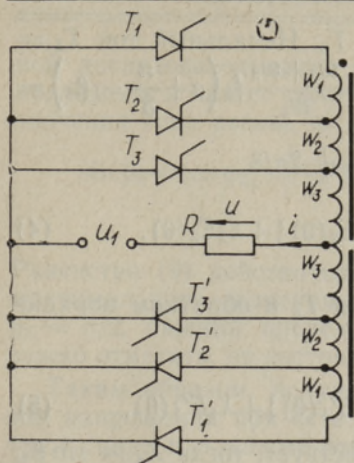 T₁
W₁
T₂
W₂
T₃
W₃
u₁ R u i
W₃
T₃'
W₂
T₂'
W₁
T₁'